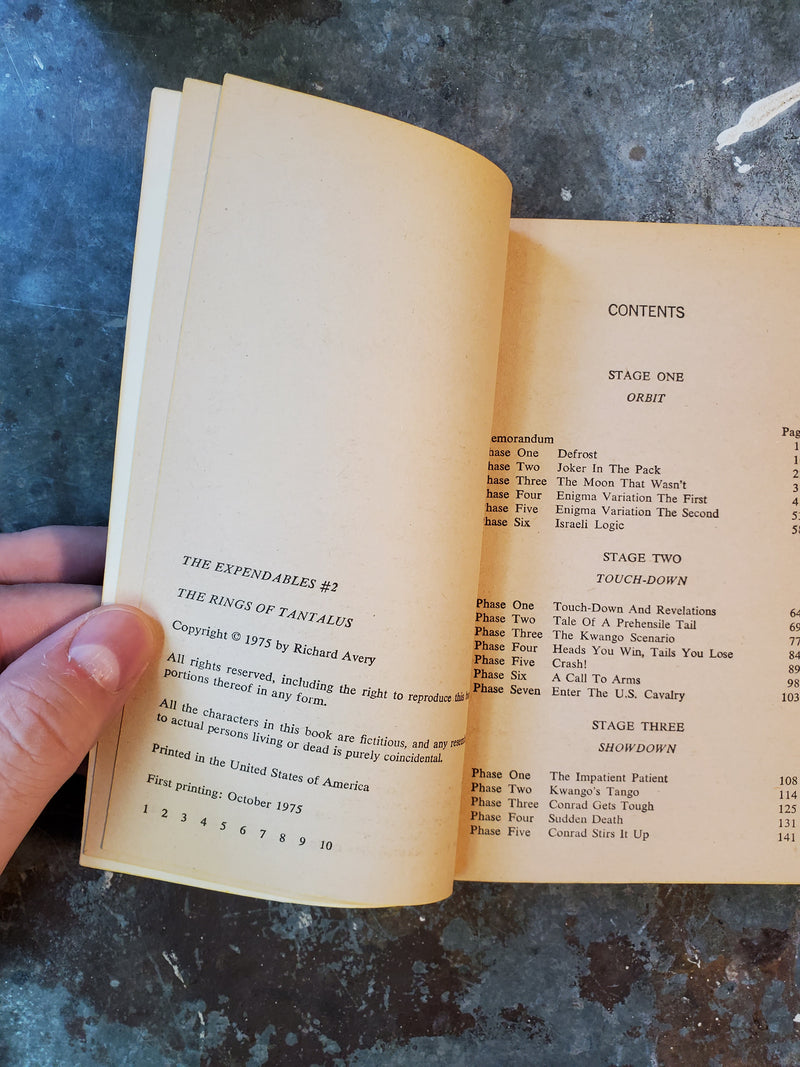 THE EXPENDABLES #2
THE RINGS OF TANTALUS
Copyright © 1975 by Richard Avery
All rights reserved, including the right to reproduce this
portions thereof in any form.
All the characters in this book are fictitious, and any
to actual persons living or dead is purely coincidental.
Printed in the United States of America
First printing: October 1975
1 2 3 4 5 6 7 8 9 10
CONTENTS
STAGE ONE
ORBIT
Pag
emorandum
hase One Defrost
hase Two Joker In The Pack
hase Three The Moon That Wasn't
hase Four Enigma Variation The First
hase Five Enigma Variation The Second
hase Six Israeli Logic
STAGE TWO
TOUCH-DOWN
Phase One Touch-Down And Revelations 64
Phase Two Tale Of A Prehensile Tail 69
Phase Three The Kwango Scenario 77
Phase Four Heads You Win, Tails You Lose 84
Phase Five Crash! 89
Phase Six A Call To Arms 98
Phase Seven Enter The U.S. Cavalry 103
STAGE THREE
SHOWDOWN
Phase One The Impatient Patient 108
Phase Two Kwango's Tango 114
Phase Three Conrad Gets Tough 125
Phase Four Sudden Death 131
Phase Five Conrad Stirs It Up 141